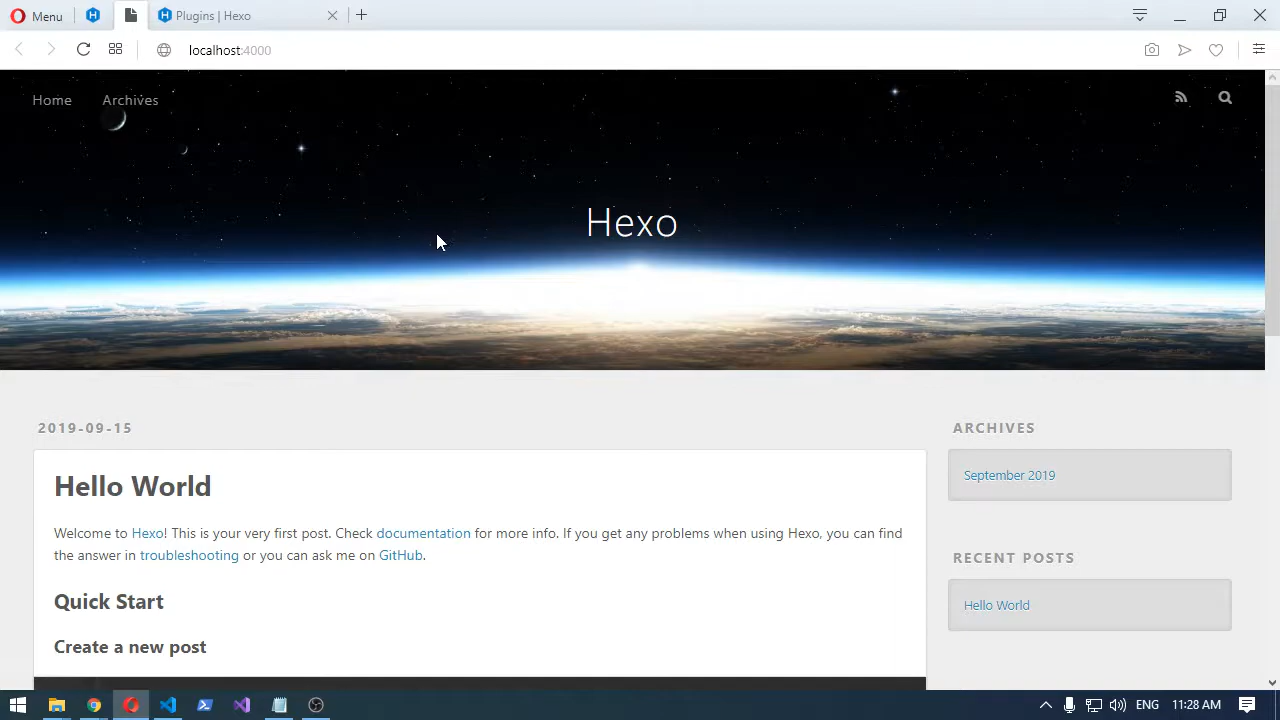 Menu
Plugins | Hexo
localhost:4000
Home Archives
Hexo
2019-09-15
Hello World
Welcome to Hexo! This is your very first post. Check documentation for more info. If you get any problems when using Hexo, you can find
the answer in troubleshooting or you can ask me on GitHub.
Quick Start
Create a new post
ARCHIVES
September 2019
RECENT POSTS
Hello World
ENG 11:28 AM